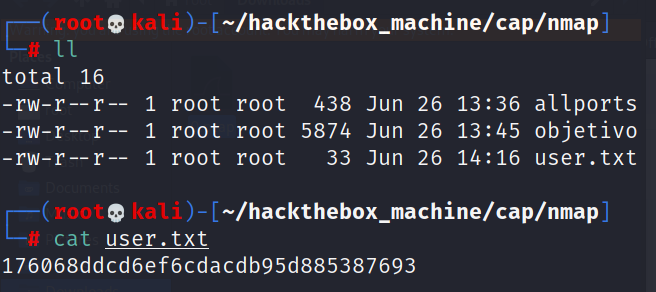 ┌──(root💀kali)-[~/hackthebox_machine/cap/nmap]
└─# ll
total 16
-rw-r--r-- 1 root root  438 Jun 26 13:36 allports
-rw-r--r-- 1 root root 5874 Jun 26 13:45 objetivo
-rw-r--r-- 1 root root   33 Jun 26 14:16 user.txt
┌──(root💀kali)-[~/hackthebox_machine/cap/nmap]
└─# cat user.txt
176068ddcd6ef6cdacdb95d885387693